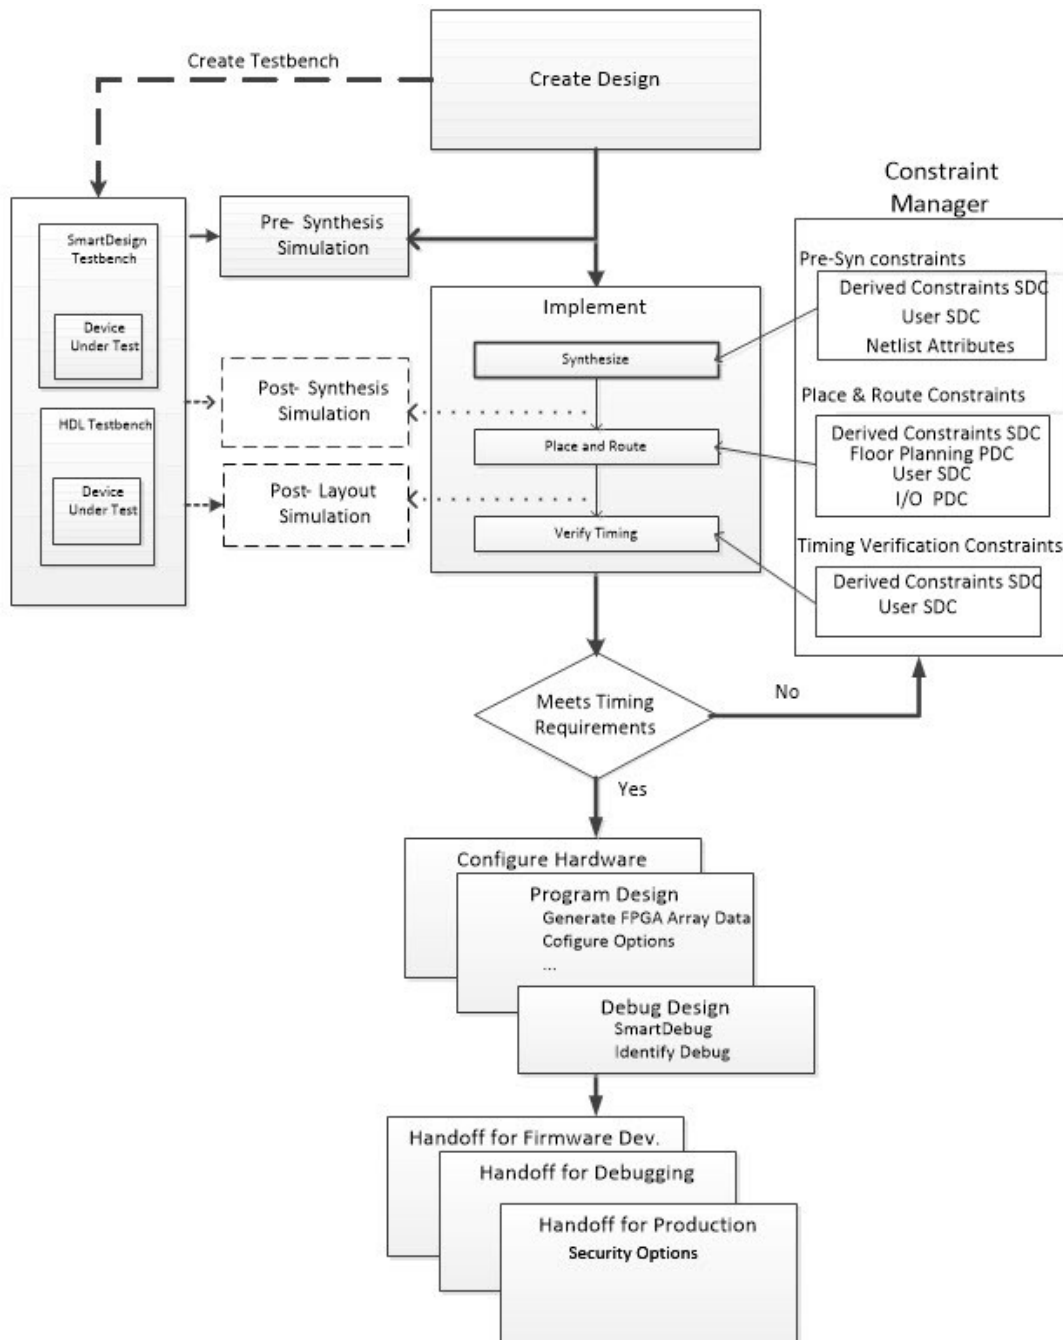 Create Testbench
Create Design
Constraint
Manager
SmartDesign
Testbench
Device
Under Test
HDL Testbench
Device
Under Test
Pre- Synthesis
Simulation
Post- Synthesis
Simulation
Post- Layout
Simulation
Implement
Synthesize
Place and Route
Verify Timing
Pre-Syn constraints
Derived Constraints SDC
User SDC
Netlist Attributes
Place & Route Constraints
Derived Constraints SDC
Floor Planning PDC
User SDC
I/O PDC
Timing Verification Constraints
Derived Constraints SDC
User SDC
Meets Timing
Requirements
No
Yes
Configure Hardware
Program Design
Generate FPGA Array Data
Cofigure Options
...
Debug Design
SmartDebug
Identify Debug
Handoff for Firmware Dev.
Handoff for Debugging
Handoff for Production
Security Options